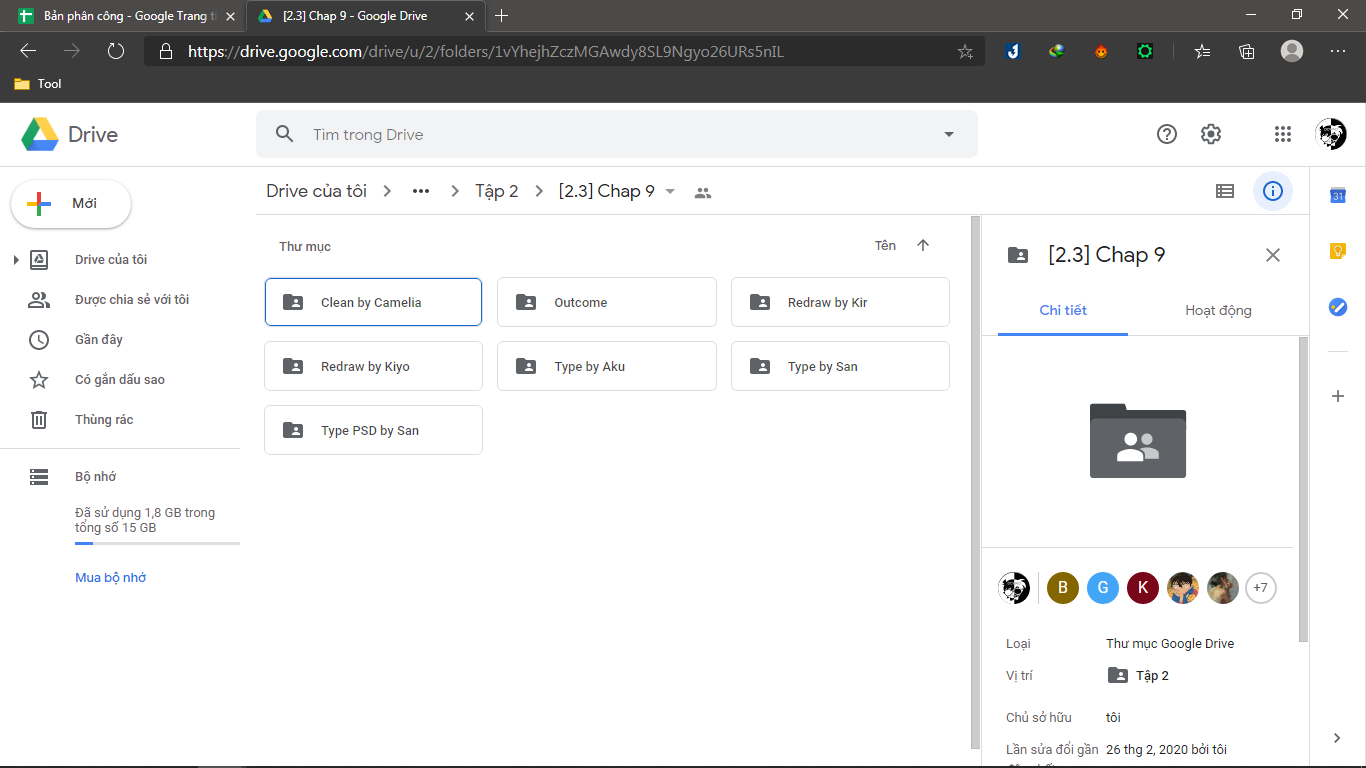 Bản phân công - Google Trang t
[2.3] Chap 9 - Google Drive
https://drive.google.com/drive/u/2/folders/1vYhejhZczMGAwdy8SL9Ngyo26URs5nIL
Tool
Drive
Tìm trong Drive
Mới
Drive của tôi
Được chia sẻ với tôi
Gần đây
Có gắn dấu sao
Thùng rác
Bộ nhớ
Đã sử dụng 1,8 GB trong
tổng số 15 GB
Mua bộ nhớ
Drive của tôi
Tập 2
[2.3] Chap 9
Thư mục
Tên
Clean by Camelia
Outcome
Redraw by Kir
Redraw by Kiyo
Type by Aku
Type by San
Type PSD by San
[2.3] Chap 9
Chi tiết
Hoạt động
B
G
K
+7
Loại
Thư mục Google Drive
Vị trí
Tập 2
Chủ sở hữu
tôi
Lần sửa đổi gần
26 thg 2, 2020 bởi tôi
31